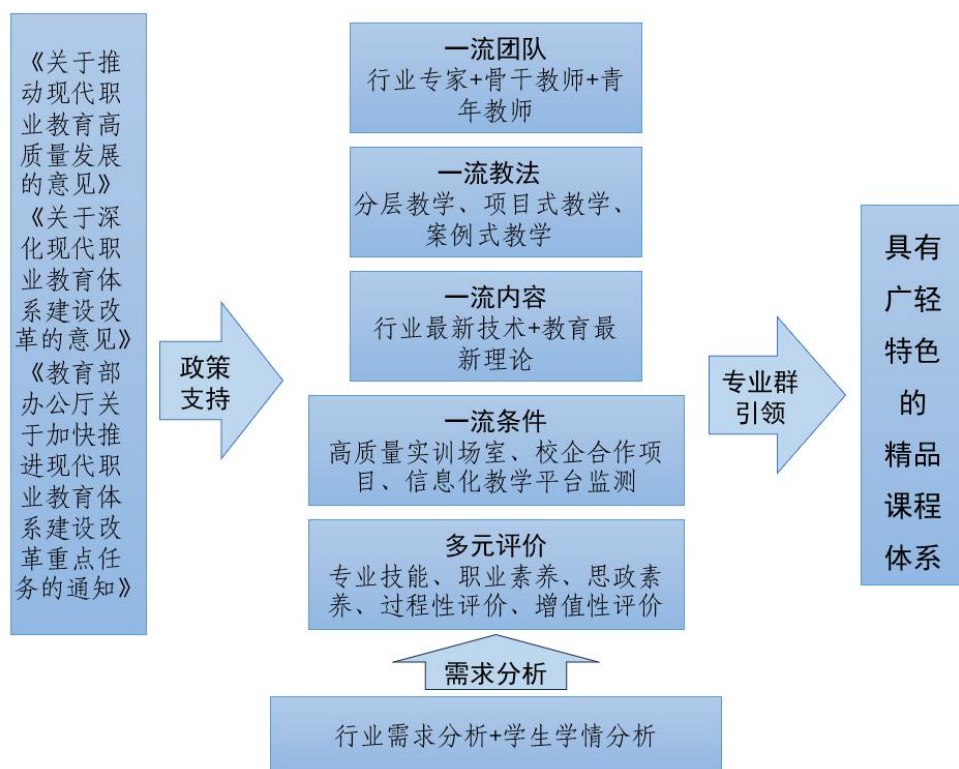 《关于推
动现代职
业教育高
质量发展
的意见》
《关于深
化现代职
业教育体
系建设改
革的意见》
《教育部
办公厅关
于加快推
进现代职
业教育体
系建设改
革重点任
务的通知》
政策
支持
一流团队
行业专家+骨干教师+青
年教师
一流教法
分层教学、项目式教学、
案例式教学
一流内容
行业最新技术+教育最
新理论
一流条件
高质量实训场室、校企合作项
目、信息化教学平台监测
多元评价
专业技能、职业素养、思政素
养、过程性评价、增值性评价
需求分析
行业需求分析+学生学情分析
专业群
引领
具有
广轻
特色
的
精品
课程
体系